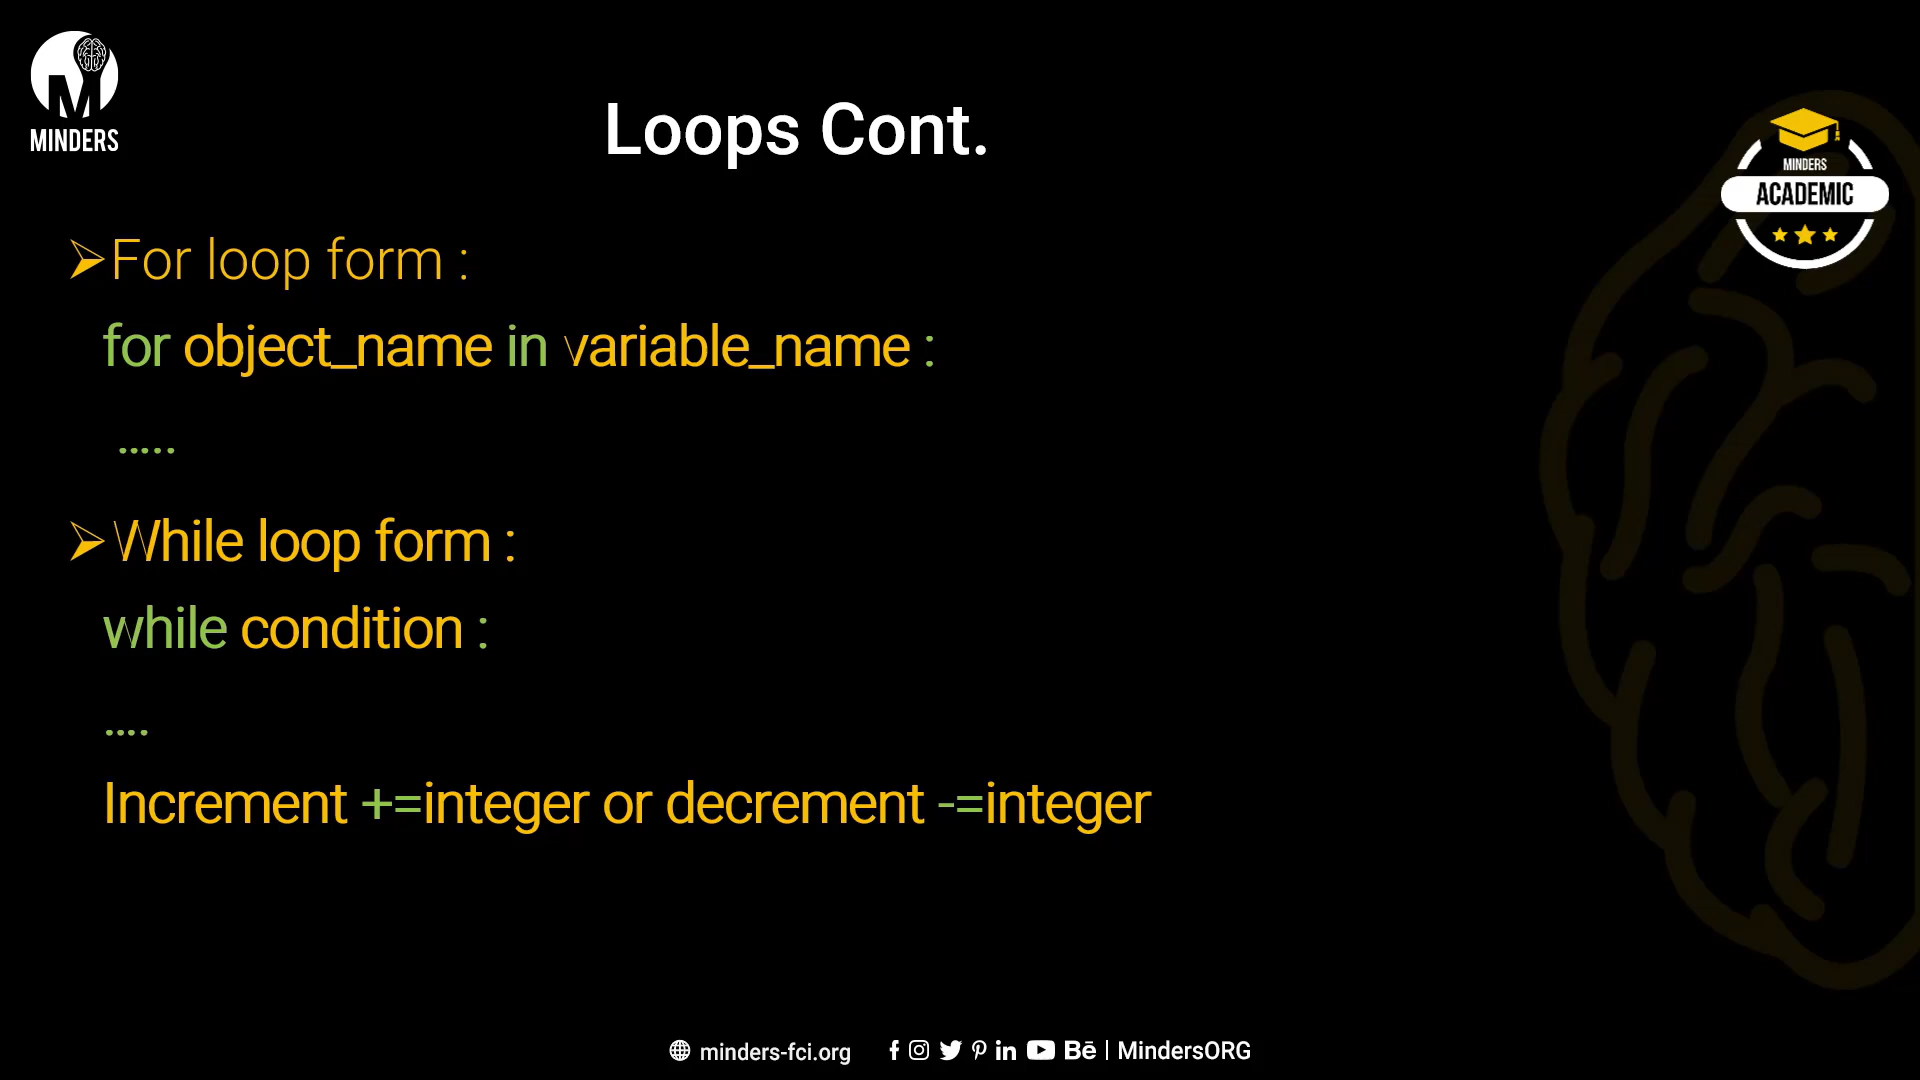 MINDERS
Loops Cont.
MINDERS
ACADEMIC
For loop form :
for object_name in variable_name :
.....
While loop form :
while condition :
....
Increment +=integer or decrement -=integer
minders-fci.org
Bē | MindersORG